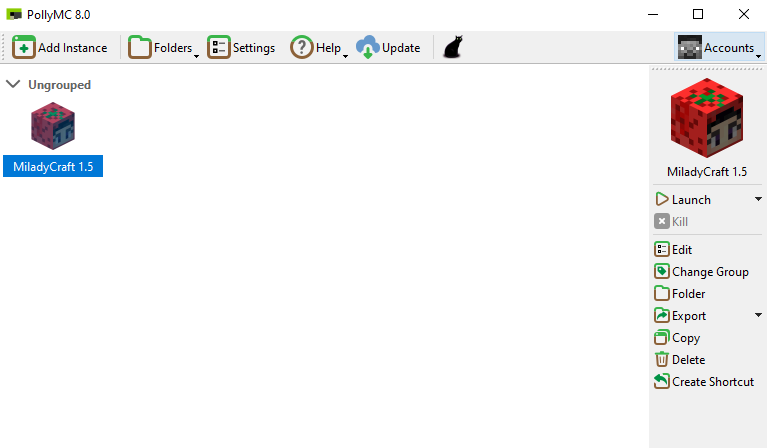 PollyMC 8.0
Add Instance
Folders
Settings
Help
Update
Accounts
Ungrouped
MiladyCraft 1.5
MiladyCraft 1.5
Launch
Kill
Edit
Change Group
Folder
Export
Copy
Delete
Create Shortcut